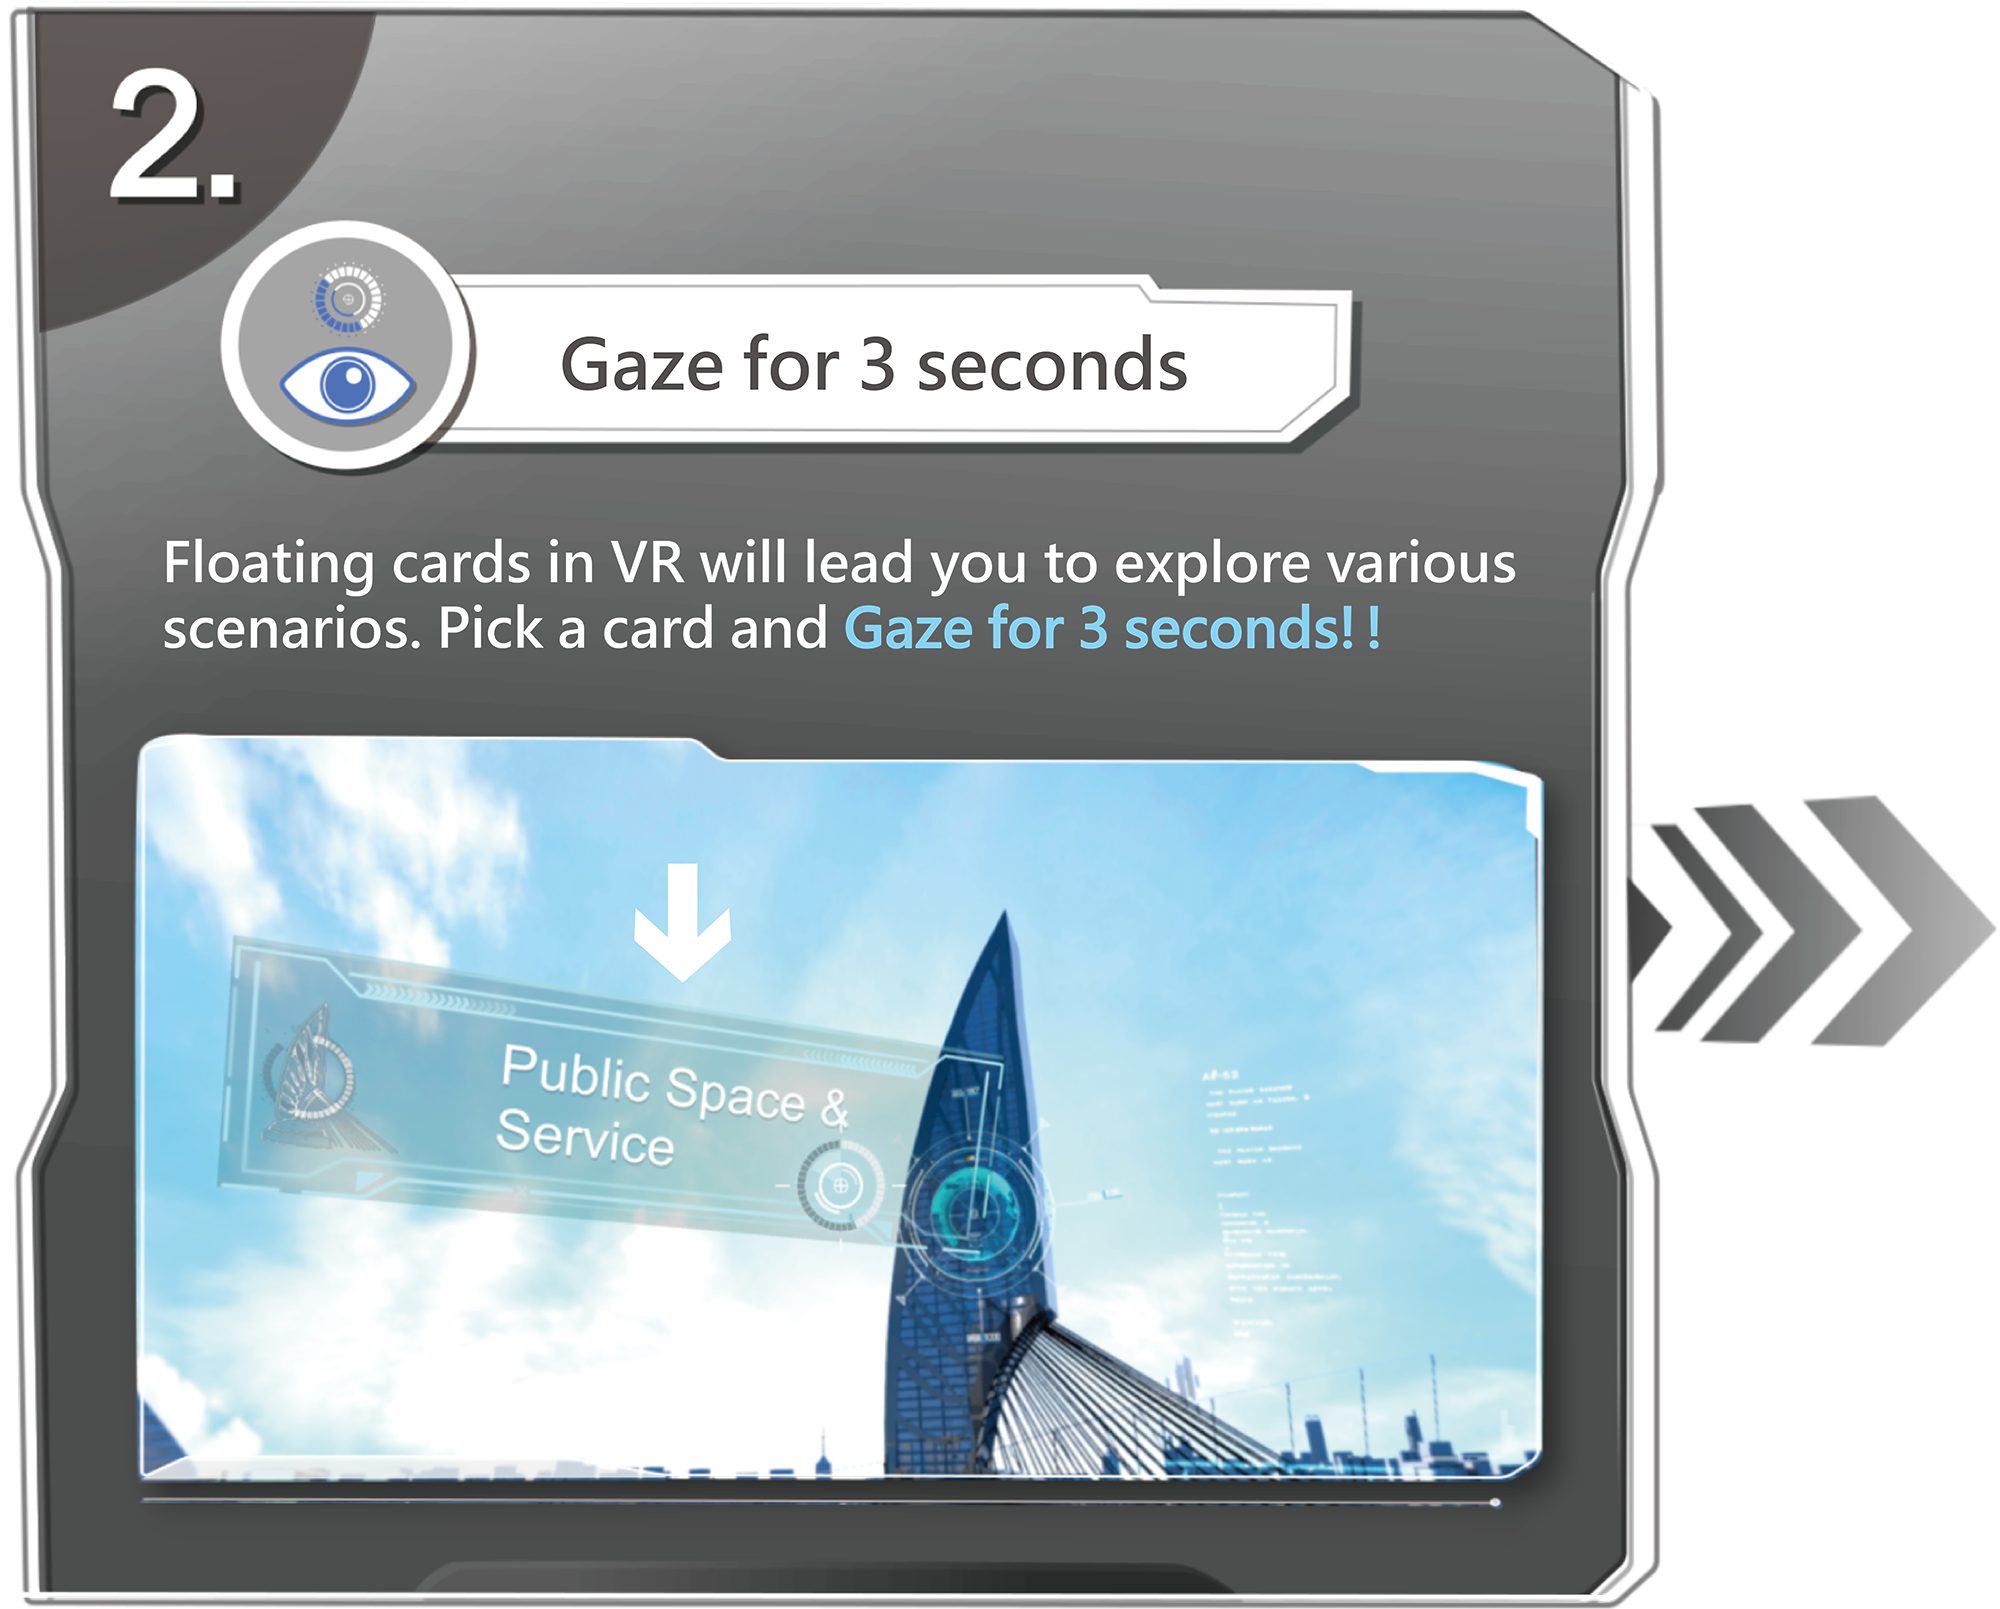 2.
Gaze for 3 seconds
Floating cards in VR will lead you to explore various
scenarios. Pick a card and Gaze for 3 seconds!!
Public Space &
Service